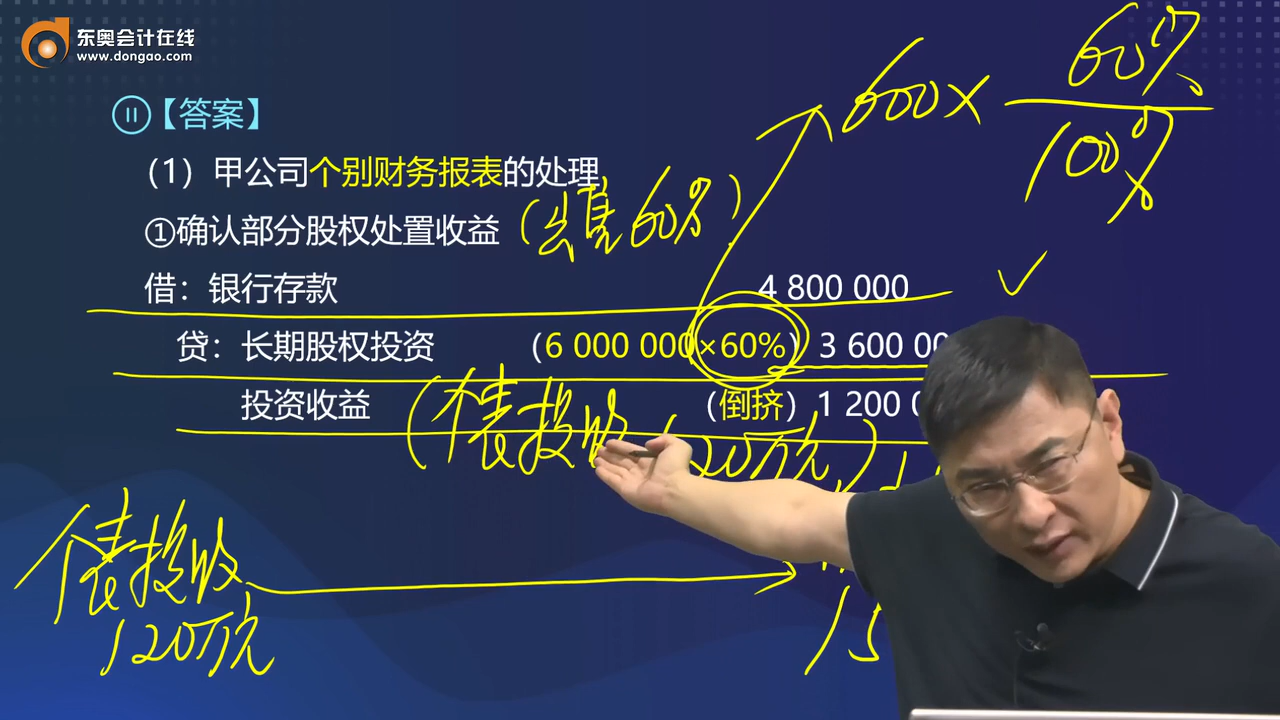 东奥会计在线
www.dongao.com
600× 60%
100%
【答案】
（1）甲公司个别财务报表的处理
①确认部分股权处置收益（出售60%）
借：银行存款 4 800 000
贷：长期股权投资 （6 000 000×60%）3 600 00
投资收益 （倒挤）1 200 0
（个表投收 120万元）
个表投收
120万元
15